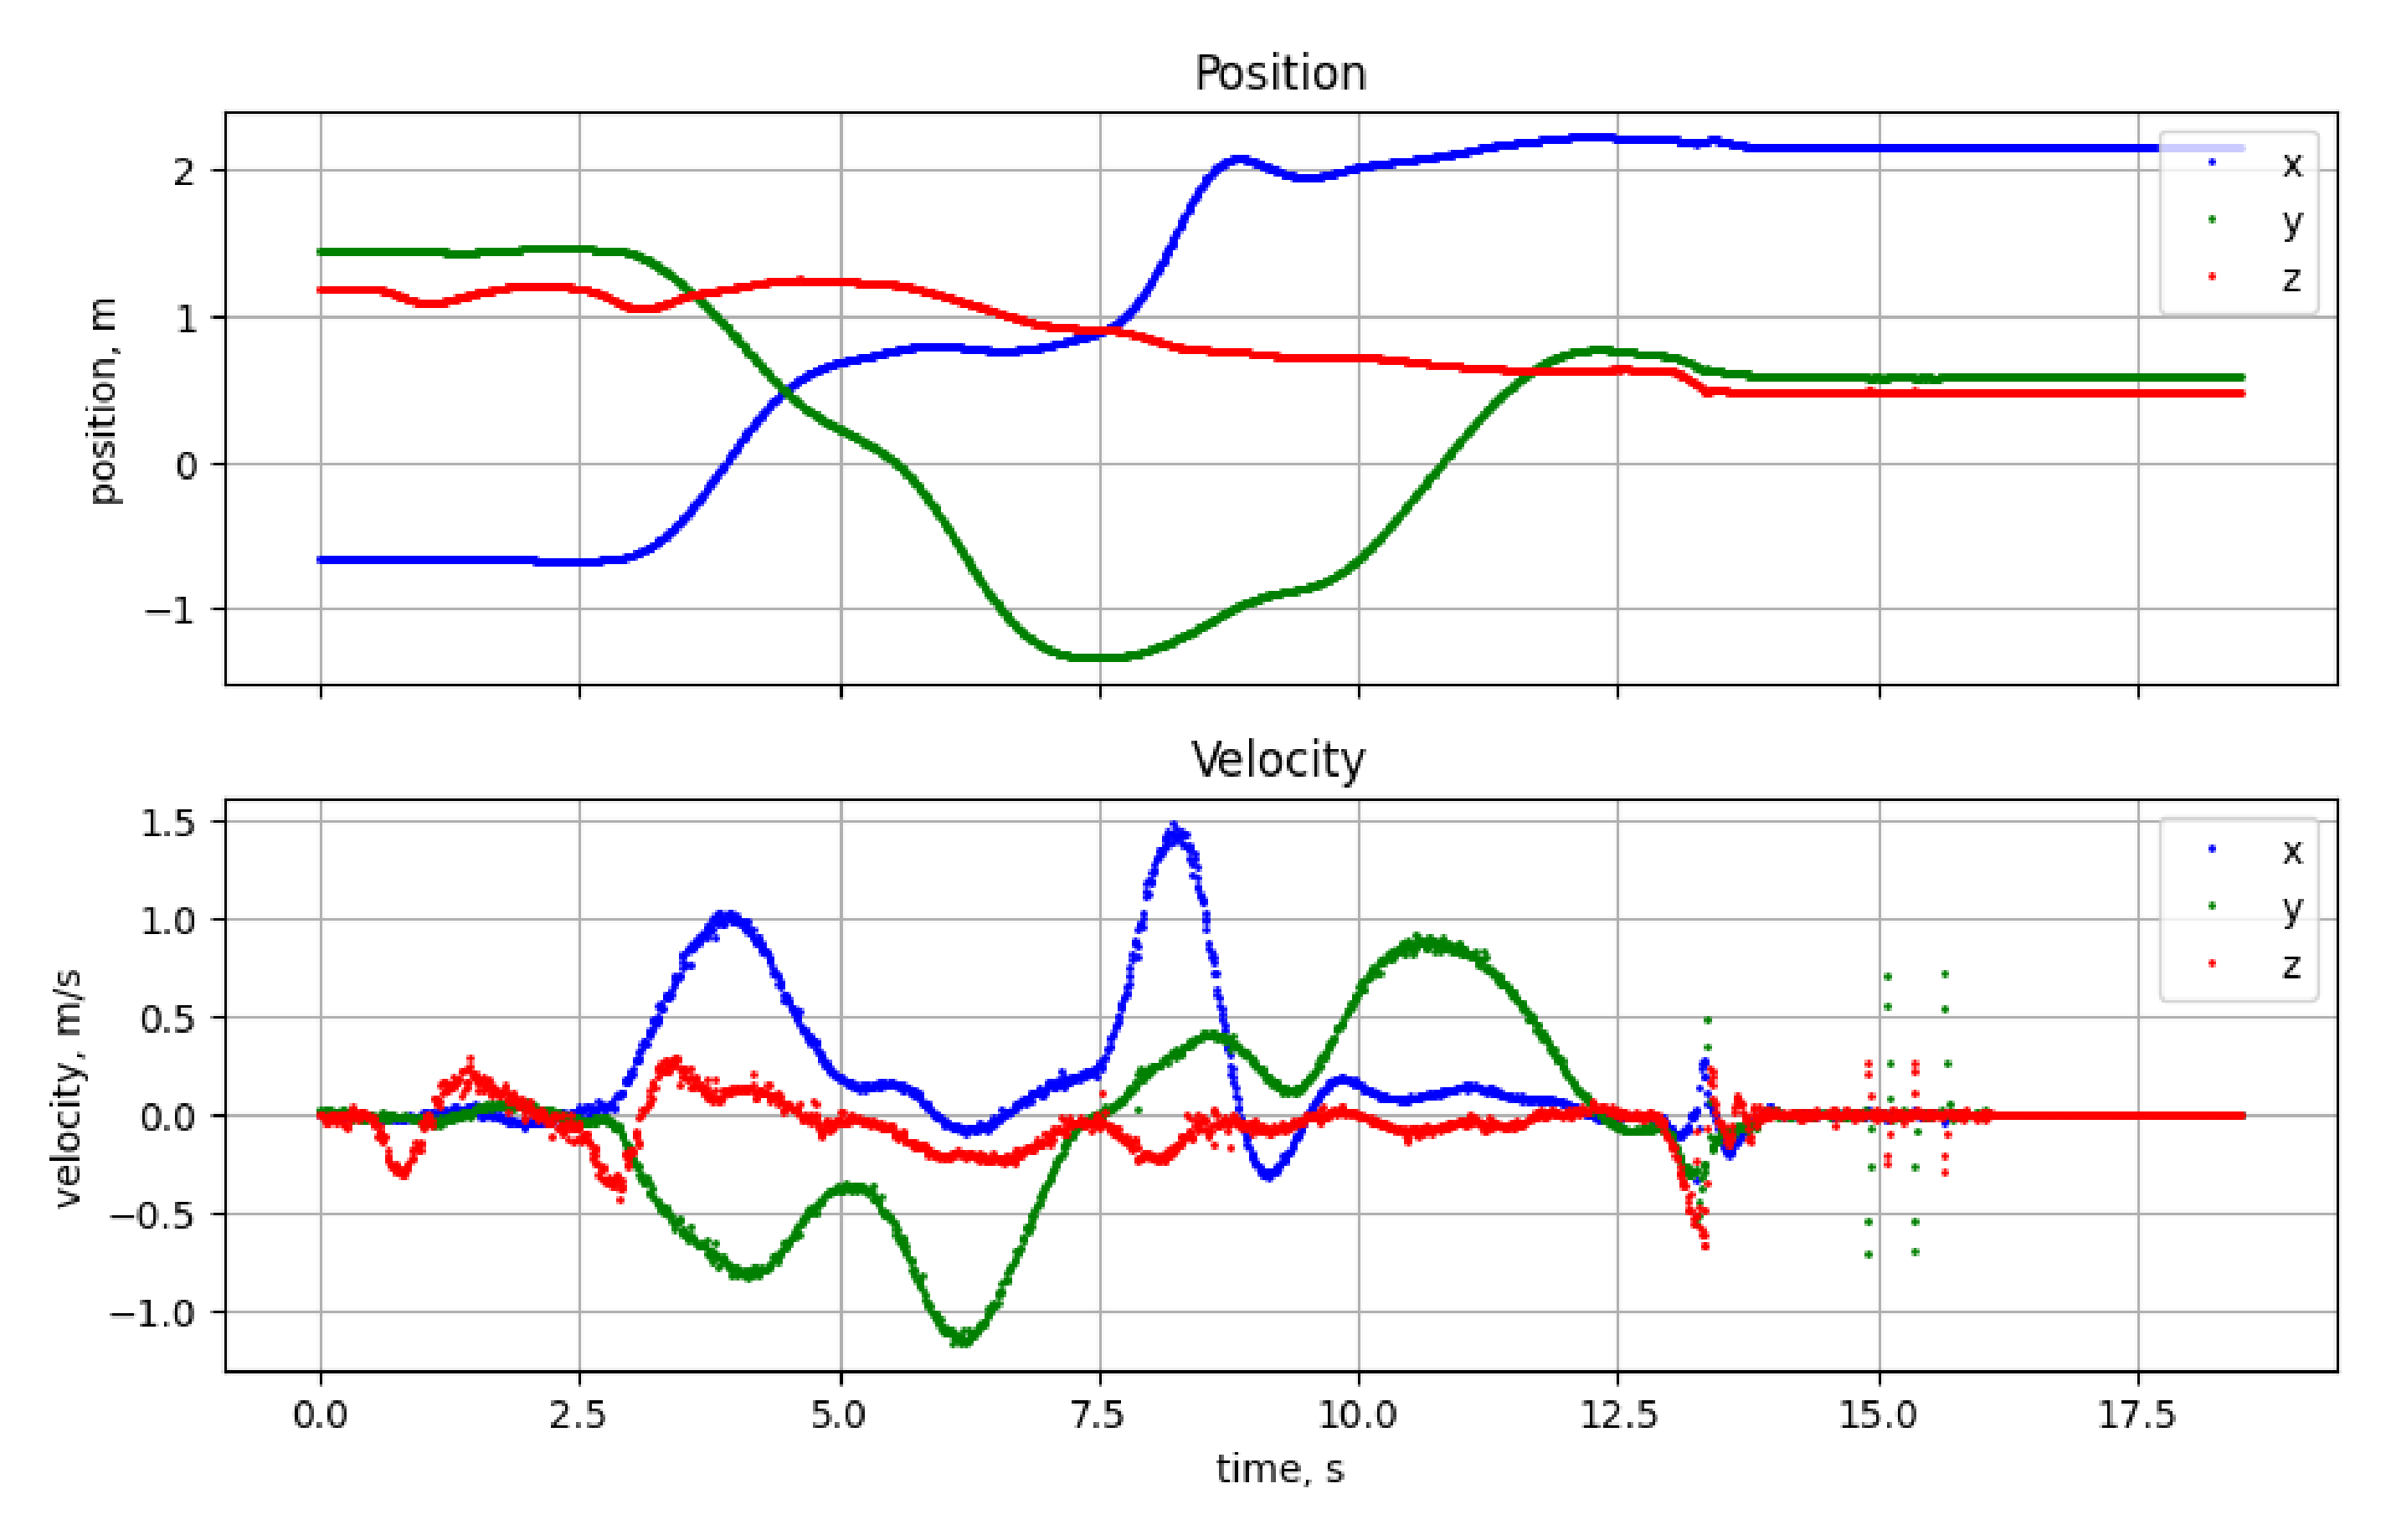 Position
2
1
0
−1
position, m
x
y
z
Velocity
1.5
1.0
0.5
0.0
−0.5
−1.0
velocity, m/s
x
y
z
0.0 2.5 5.0 7.5 10.0 12.5 15.0 17.5
time, s